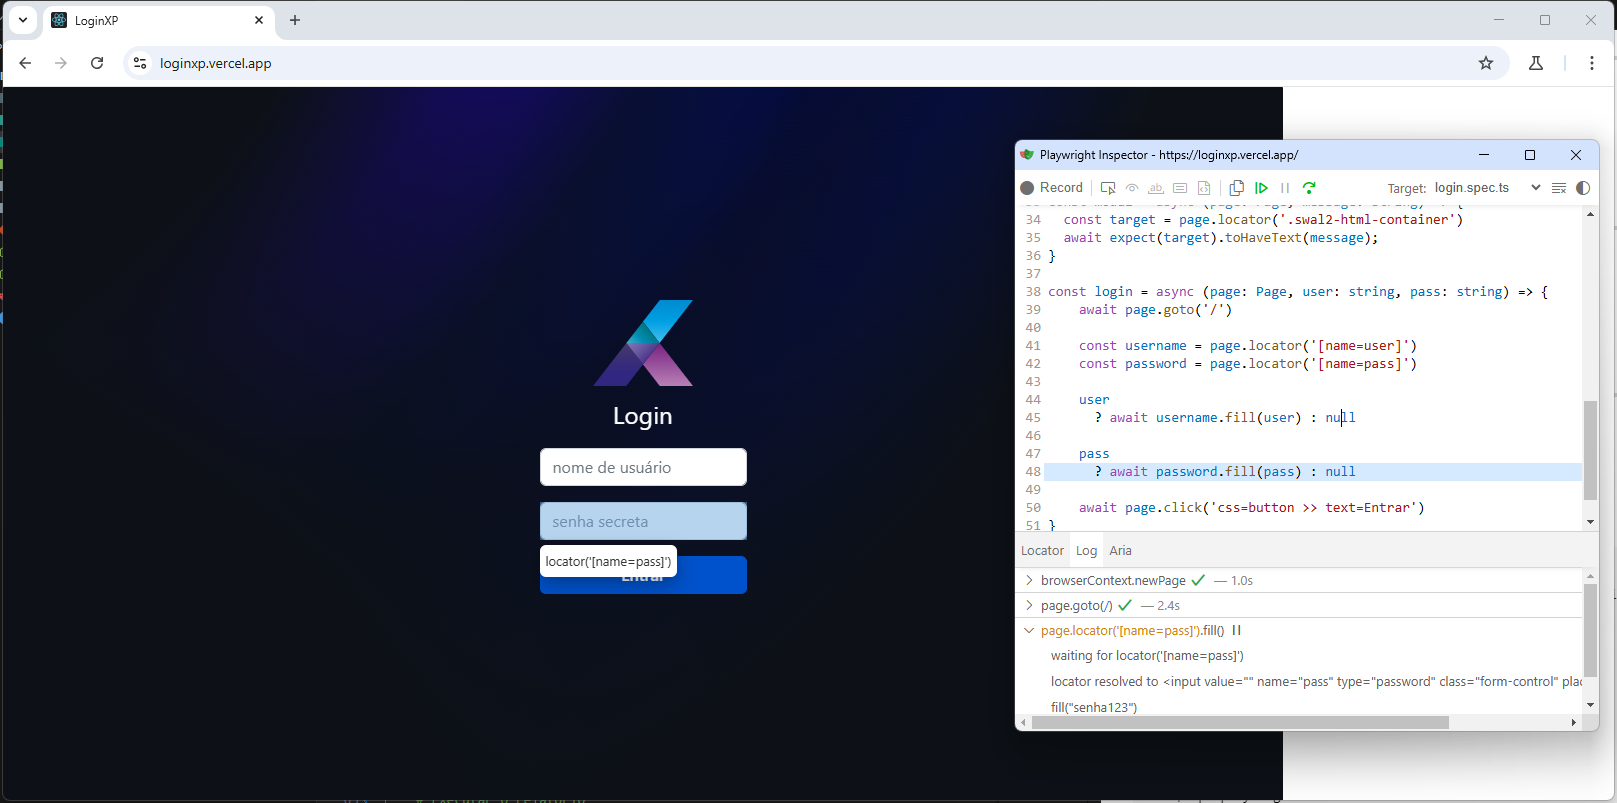 LoginXP
loginxp.vercel.app
Login
nome de usuário
senha secreta
locator('[name=pass]')
Entrar
Playwright Inspector - https://loginxp.vercel.app/
Record
Target: login.spec.ts
34 const target = page.locator('.swal2-html-container')
35 await expect(target).toHaveText(message);
36 }
37
38 const login = async (page: Page, user: string, pass: string) => {
39 await page.goto('/')
40
41 const username = page.locator('[name=user]')
42 const password = page.locator('[name=pass]')
43
44 user
45 ? await username.fill(user) : null
46
47 pass
48 ? await password.fill(pass) : null
49
50 await page.click('css=button >> text=Entrar')
51 }
Locator Log Aria
browserContext.newPage — 1.0s
page.goto(/) — 2.4s
page.locator('[name=pass]').fill()
waiting for locator('[name=pass]')
locator resolved to <input value="" name="pass" type="password" class="form-control" plac
fill("senha123")